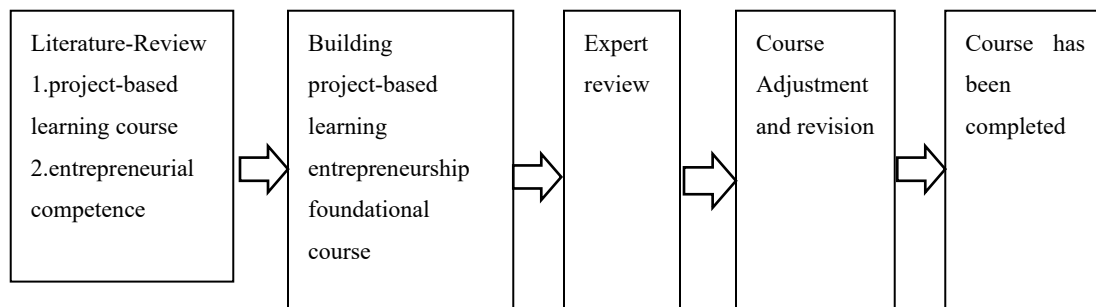 Literature-Review
1.project-based
learning course
2.entrepreneurial
competence
Building
project-based
learning
entrepreneurship
foundational
course
Expert
review
Course
Adjustment
and revision
Course has
been
completed